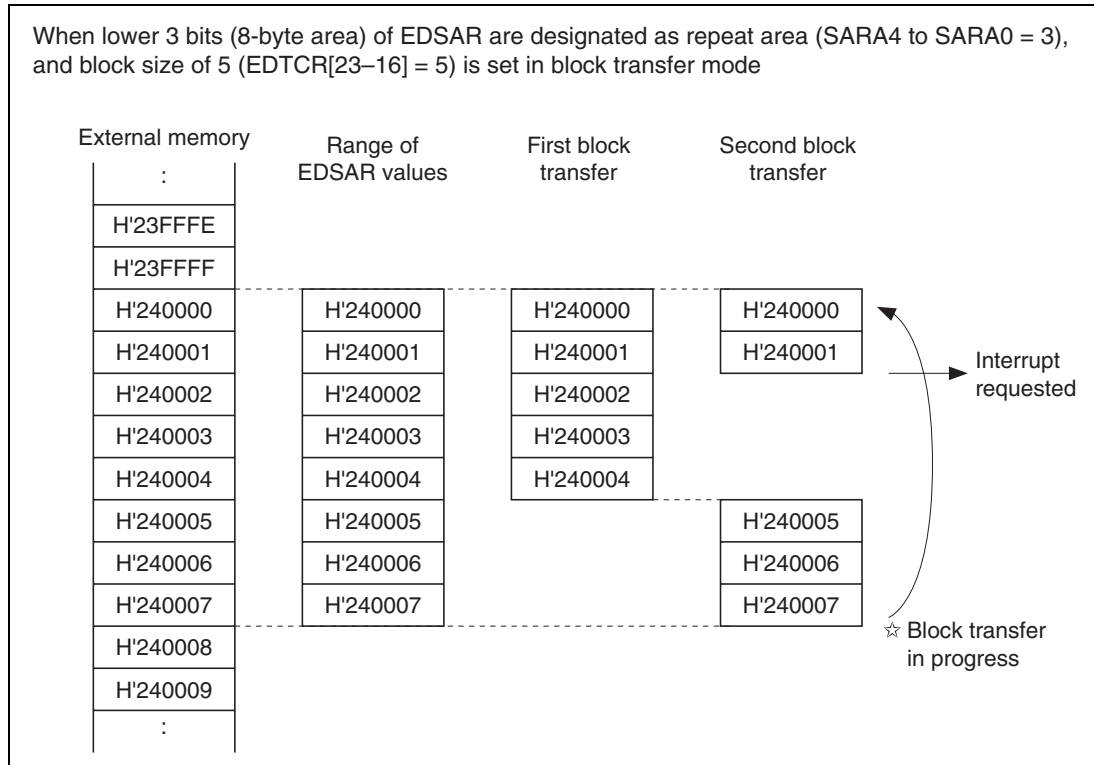 When lower 3 bits (8-byte area) of EDSAR are designated as repeat area (SARA4 to SARA0 = 3),
and block size of 5 (EDTCR[23–16] = 5) is set in block transfer mode
External memory
:
H'23FFFE
H'23FFFF
H'240000
H'240001
H'240002
H'240003
H'240004
H'240005
H'240006
H'240007
H'240008
H'240009
:
Range of
EDSAR values
H'240000
H'240001
H'240002
H'240003
H'240004
H'240005
H'240006
H'240007
First block
transfer
H'240000
H'240001
H'240002
H'240003
H'240004
Second block
transfer
H'240000
H'240001
H'240005
H'240006
H'240007
Interrupt
requested
☆ Block transfer
in progress